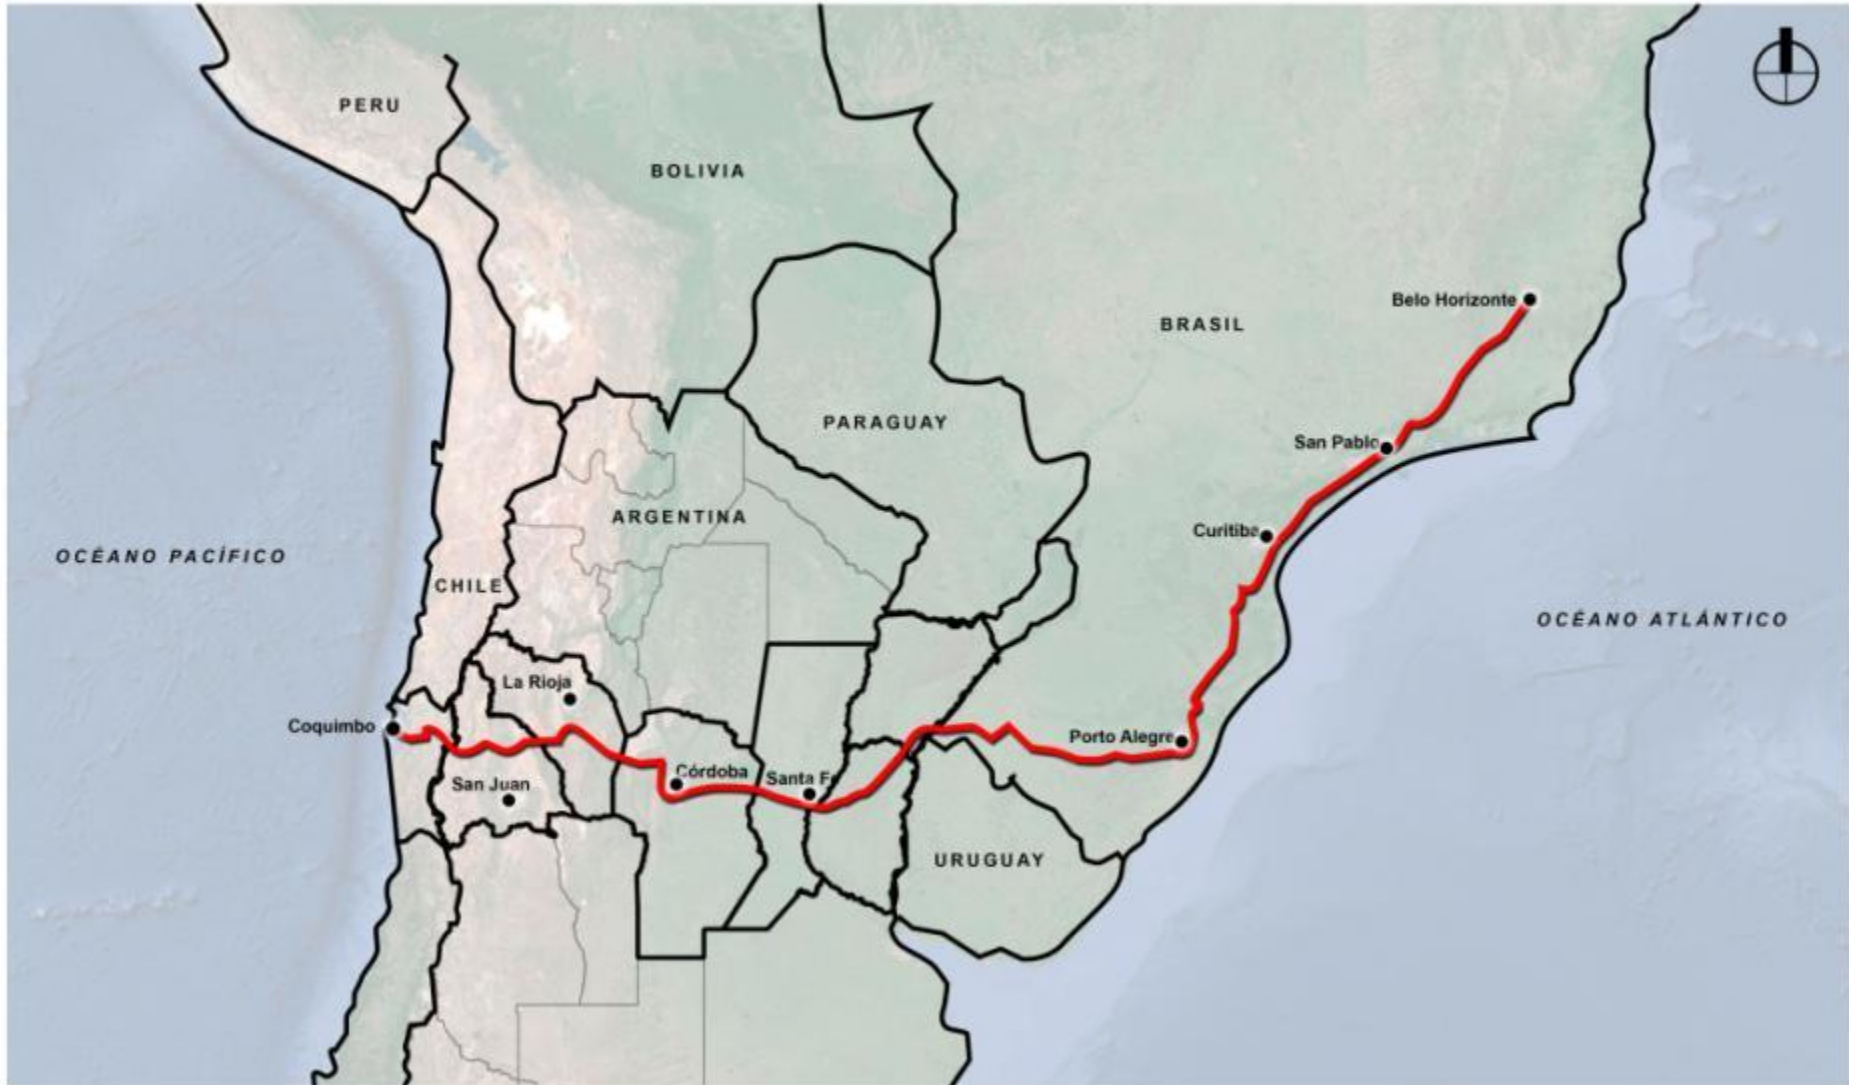 PERU
BOLIVIA
Belo Horizonte
BRASIL
PARAGUAY
San Pablo
ARGENTINA
Curitiba
OCÉANO PACÍFICO
CHILE
OCÉANO ATLÁNTICO
La Rioja
Coquimbo
Porto Alegre
Córdoba
Santa Fe
San Juan
URUGUAY